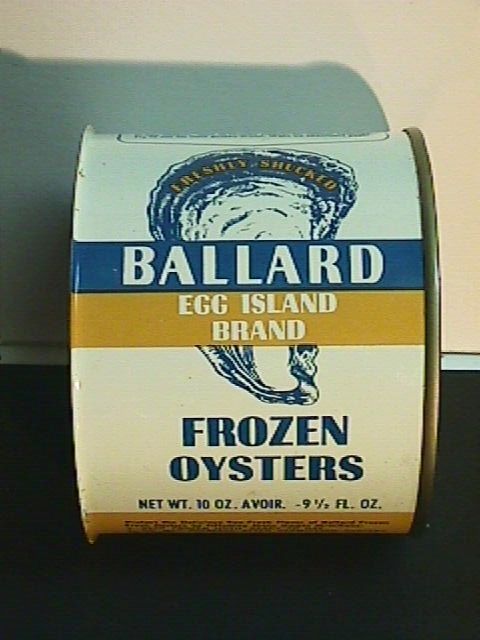 FRESHLY SHUCKED
BALLARD
EGG ISLAND
BRAND
FROZEN
OYSTERS
NET WT. 10 OZ. AVOIR. -9 1/2 FL. OZ.